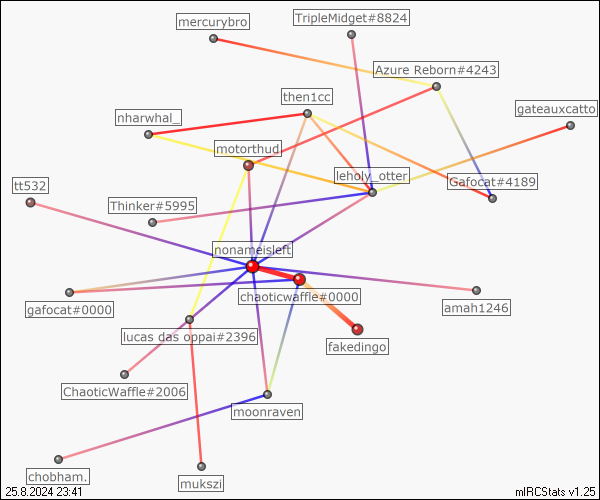 TripleMidget#8824
mercurybro
Azure Reborn#4243
then1cc
gateauxcatto
nharwhal_
motorthud
leholy_otter
Gafocat#4189
tt532
Thinker#5995
nonameisleft
chaoticwaffle#0000
gafocat#0000
amah1246
lucas das oppai#2396
fakedingo
ChaoticWaffle#2006
moonraven
chobham.
mukszi
25.8.2024 23:41
mIRCStats v1.25